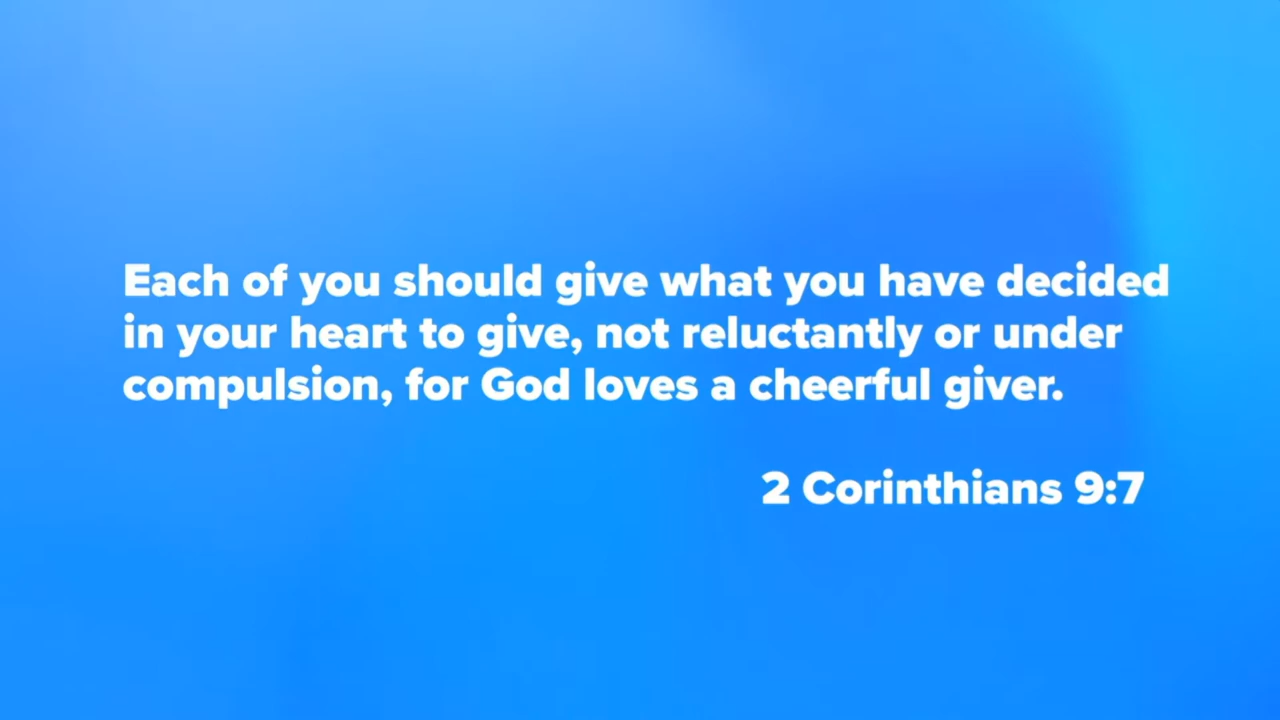 Each of you should give what you have decided
in your heart to give, not reluctantly or under
compulsion, for God loves a cheerful giver.
2 Corinthians 9:7